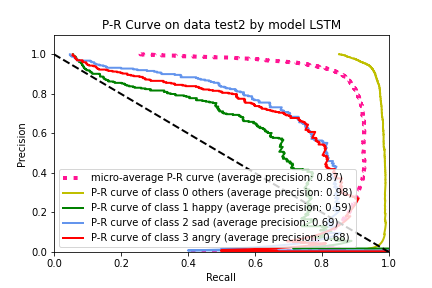 P-R Curve on data test2 by model LSTM
1.0
0.8
0.6
0.4
0.2
0.0
Precision
micro-average P-R curve (average precision: 0.87)
P-R curve of class 0 others (average precision: 0.98)
P-R curve of class 1 happy (average precision: 0.59)
P-R curve of class 2 sad (average precision: 0.69)
P-R curve of class 3 angry (average precision: 0.68)
0.0 0.2 0.4 0.6 0.8 1.0
Recall